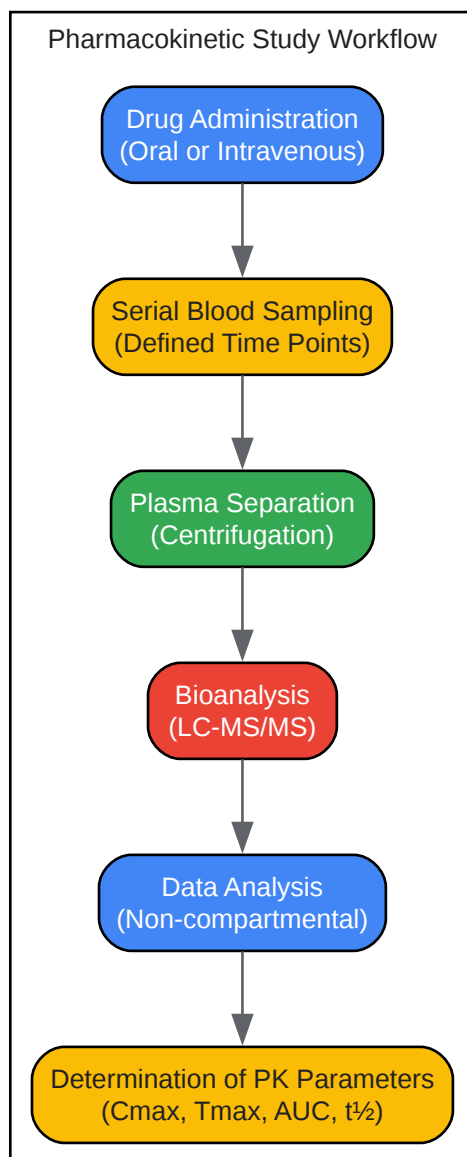 Pharmacokinetic Study Workflow
Drug Administration
(Oral or Intravenous)
Serial Blood Sampling
(Defined Time Points)
Plasma Separation
(Centrifugation)
Bioanalysis
(LC-MS/MS)
Data Analysis
(Non-compartmental)
Determination of PK Parameters
(Cmax, Tmax, AUC, t½)